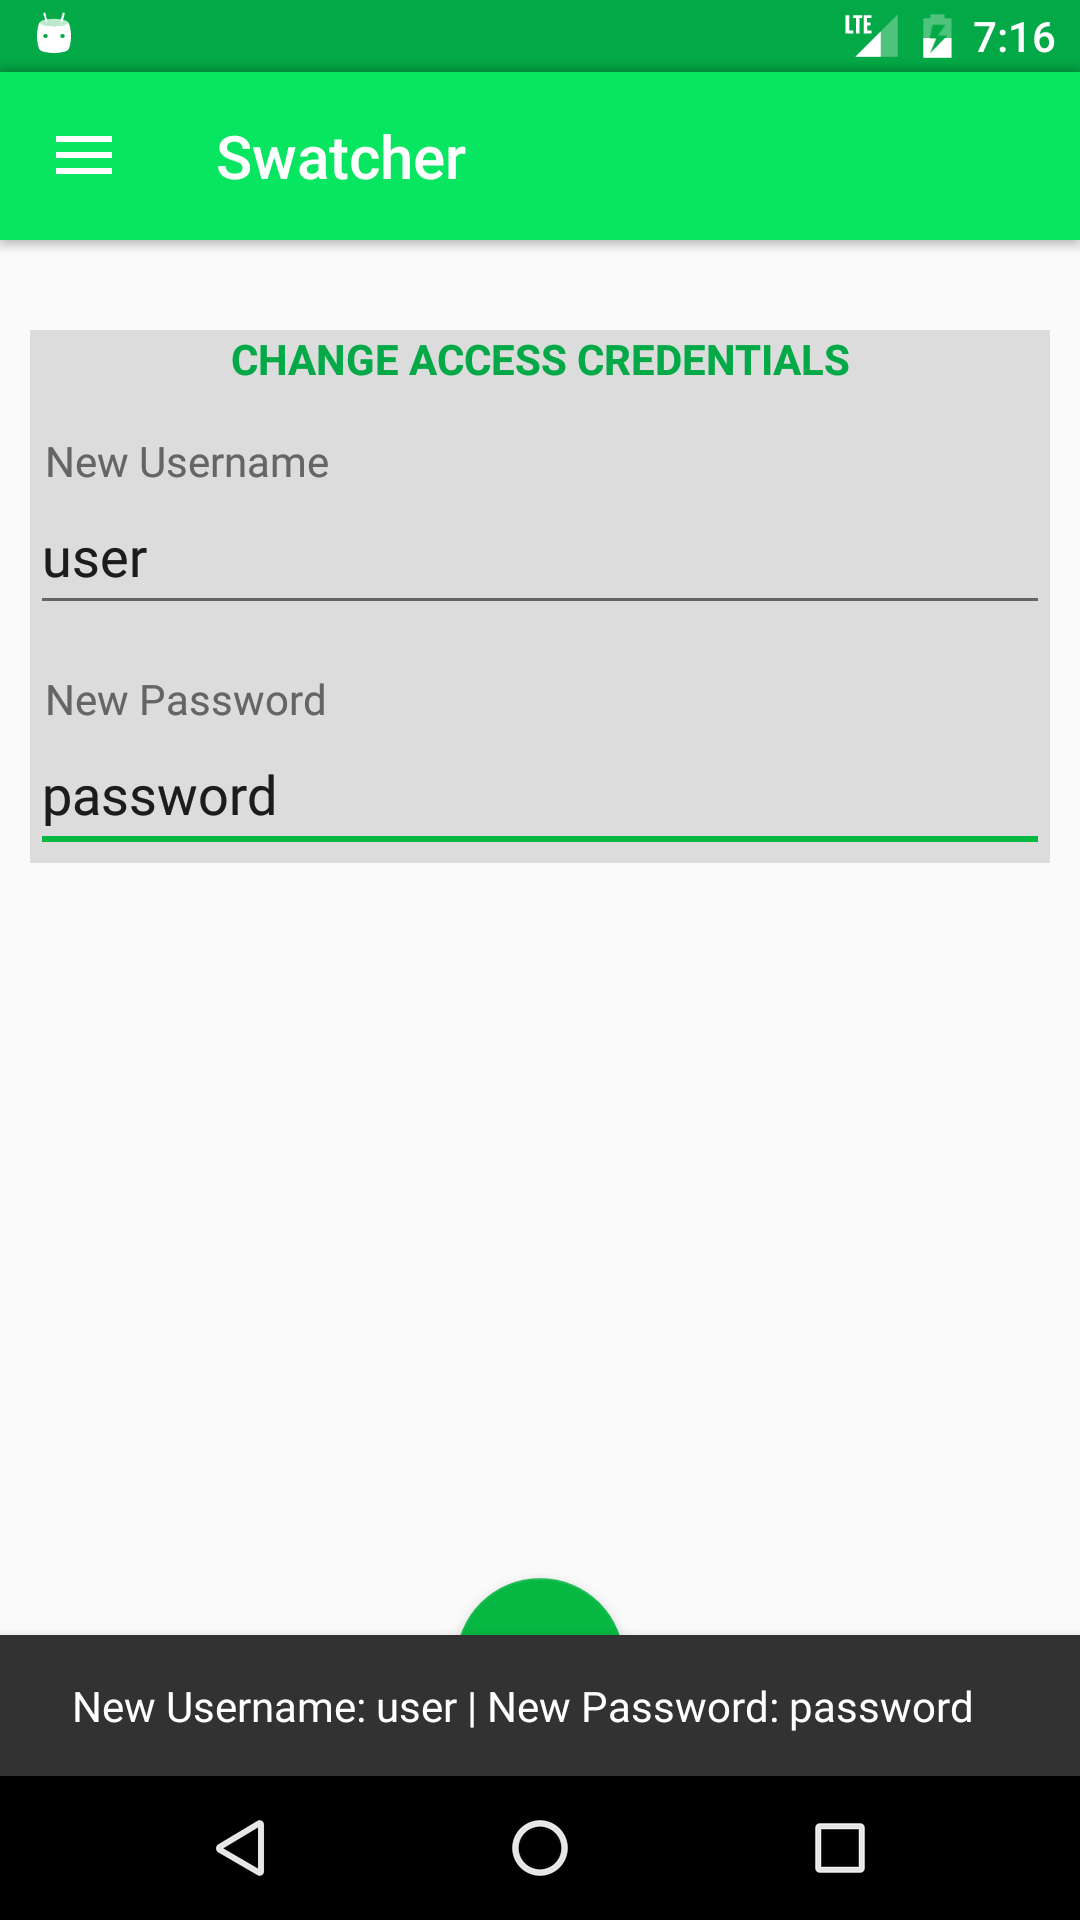 LTE 7:16
Swatcher
CHANGE ACCESS CREDENTIALS
New Username
user
New Password
password
New Username: user | New Password: password